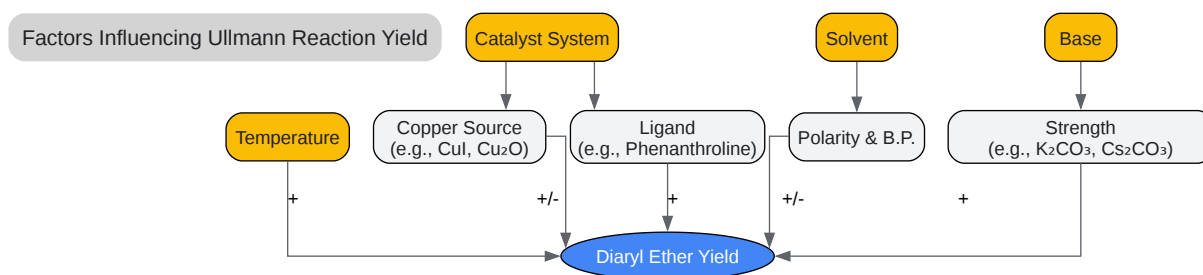 Factors Influencing Ullmann Reaction Yield
Catalyst System
Solvent
Base
Temperature
Copper Source
(e.g., CuI, Cu₂O)
Ligand
(e.g., Phenanthroline)
Polarity & B.P.
Strength
(e.g., K₂CO₃, Cs₂CO₃)
+
+/-
+
+/-
+
Diaryl Ether Yield